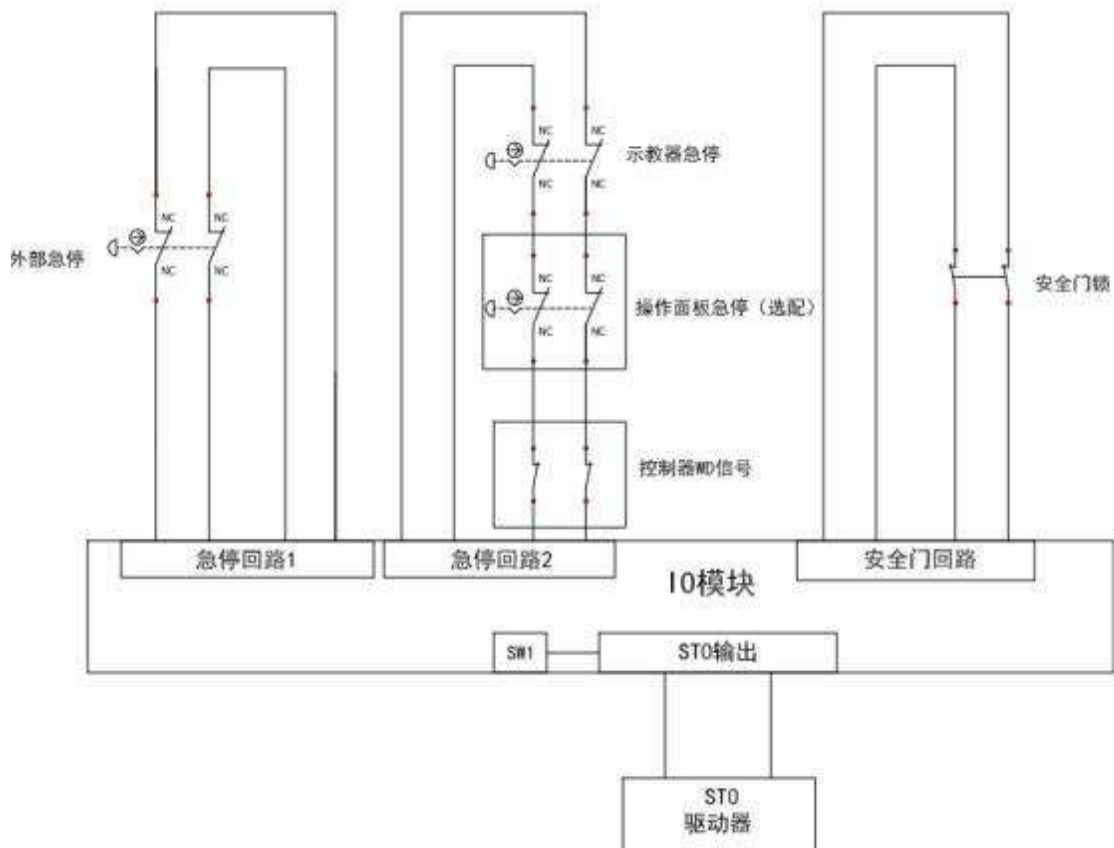 NC
NC
示教器急停
NC
NC
NC
NC
外部急停
NC
NC
NC
NC
操作面板急停（选配）
NC
NC
安全门锁
控制器WD信号
急停回路1
急停回路2
安全门回路
IO模块
SW1
STO输出
STO
驱动器